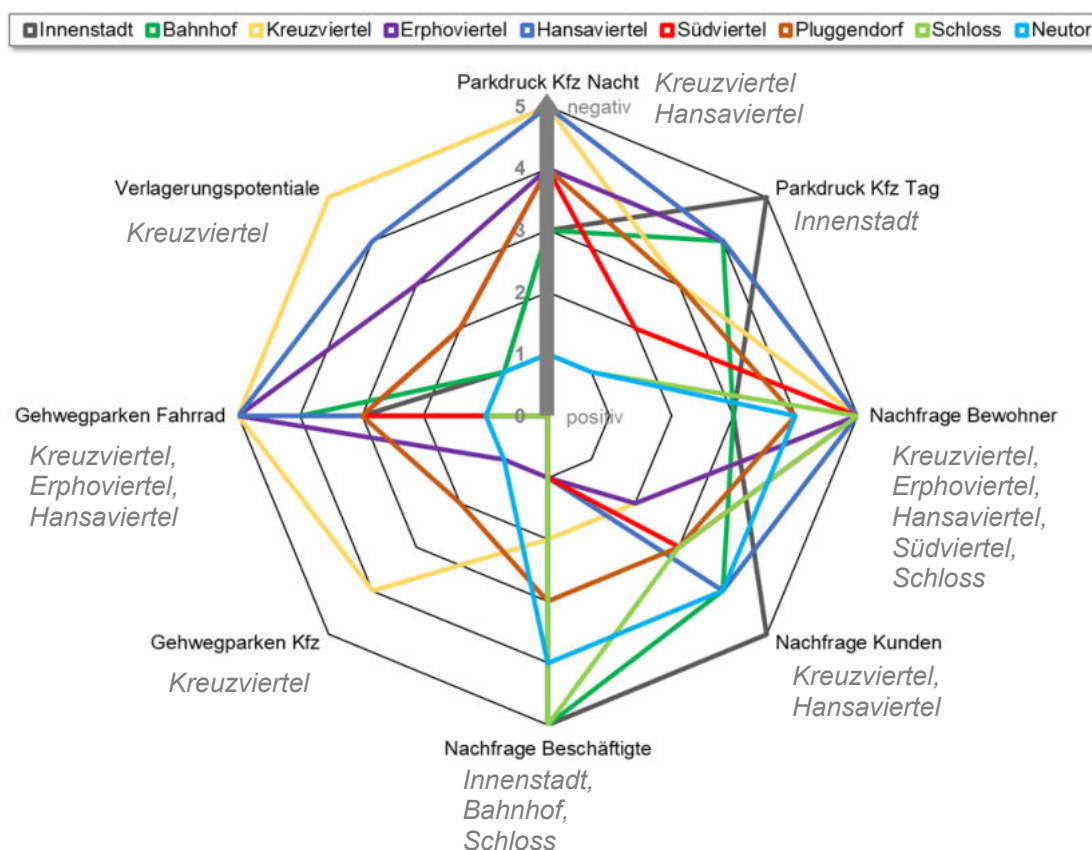 Innenstadt Bahnhof Kreuzviertel Erphoviertel Hansaviertel Südviertel Pluggendorf Schloss Neutor
Parkdruck Kfz Nacht
Kreuzviertel
Hansaviertel
5
negativ
4
3
2
1
0
positiv
Verlagerungspotentiale
Kreuzviertel
Parkdruck Kfz Tag
Innenstadt
Gehwegparken Fahrrad
Kreuzviertel,
Erphoviertel,
Hansaviertel
Nachfrage Bewohner
Kreuzviertel,
Erphoviertel,
Hansaviertel,
Südviertel,
Schloss
Gehwegparken Kfz
Kreuzviertel
Nachfrage Kunden
Kreuzviertel,
Hansaviertel
Nachfrage Beschäftigte
Innenstadt,
Bahnhof,
Schloss